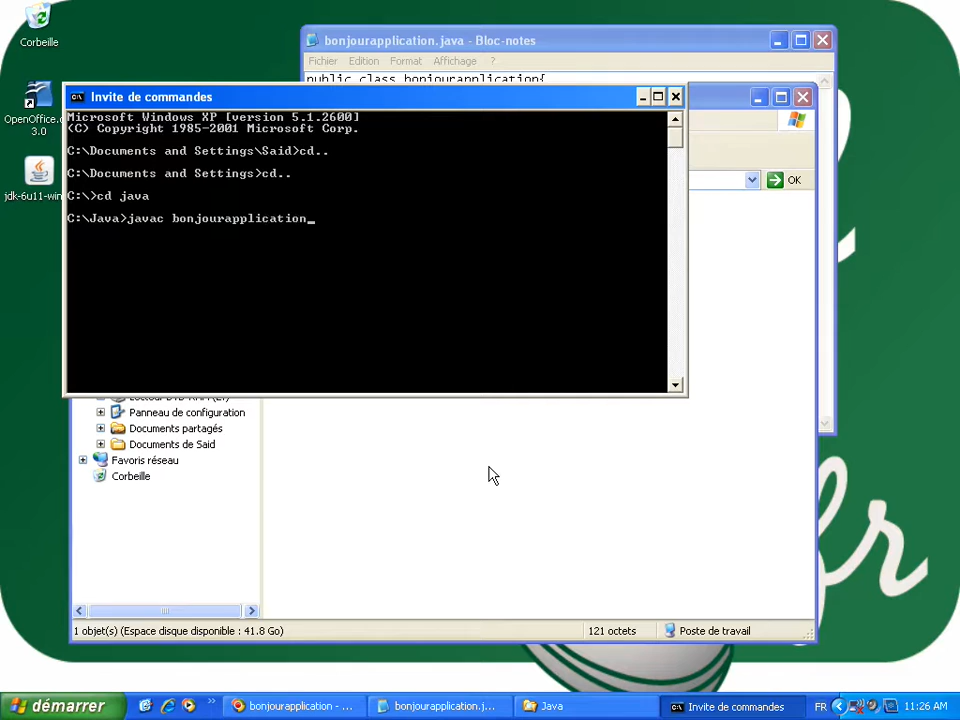 Corbeille
OpenOffice.o
3.0
jdk-6u11-win
bonjourapplication.java - Bloc-notes
Fichier Edition Format Affichage ?
public class bonjourapplication{
Invite de commandes
Microsoft Windows XP [version 5.1.2600]
(C) Copyright 1985-2001 Microsoft Corp.
C:\Documents and Settings\Said>cd..
C:\Documents and Settings>cd..
C:\>cd java
C:\Java>javac bonjourapplication_
OK
Panneau de configuration
Documents partagés
Documents de Said
Favoris réseau
Corbeille
1 objet(s) (Espace disque disponible : 41.8 Go)
121 octets
Poste de travail
démarrer
bonjourapplication - ...
bonjourapplication.j...
Java
Invite de commandes
FR
11:26 AM